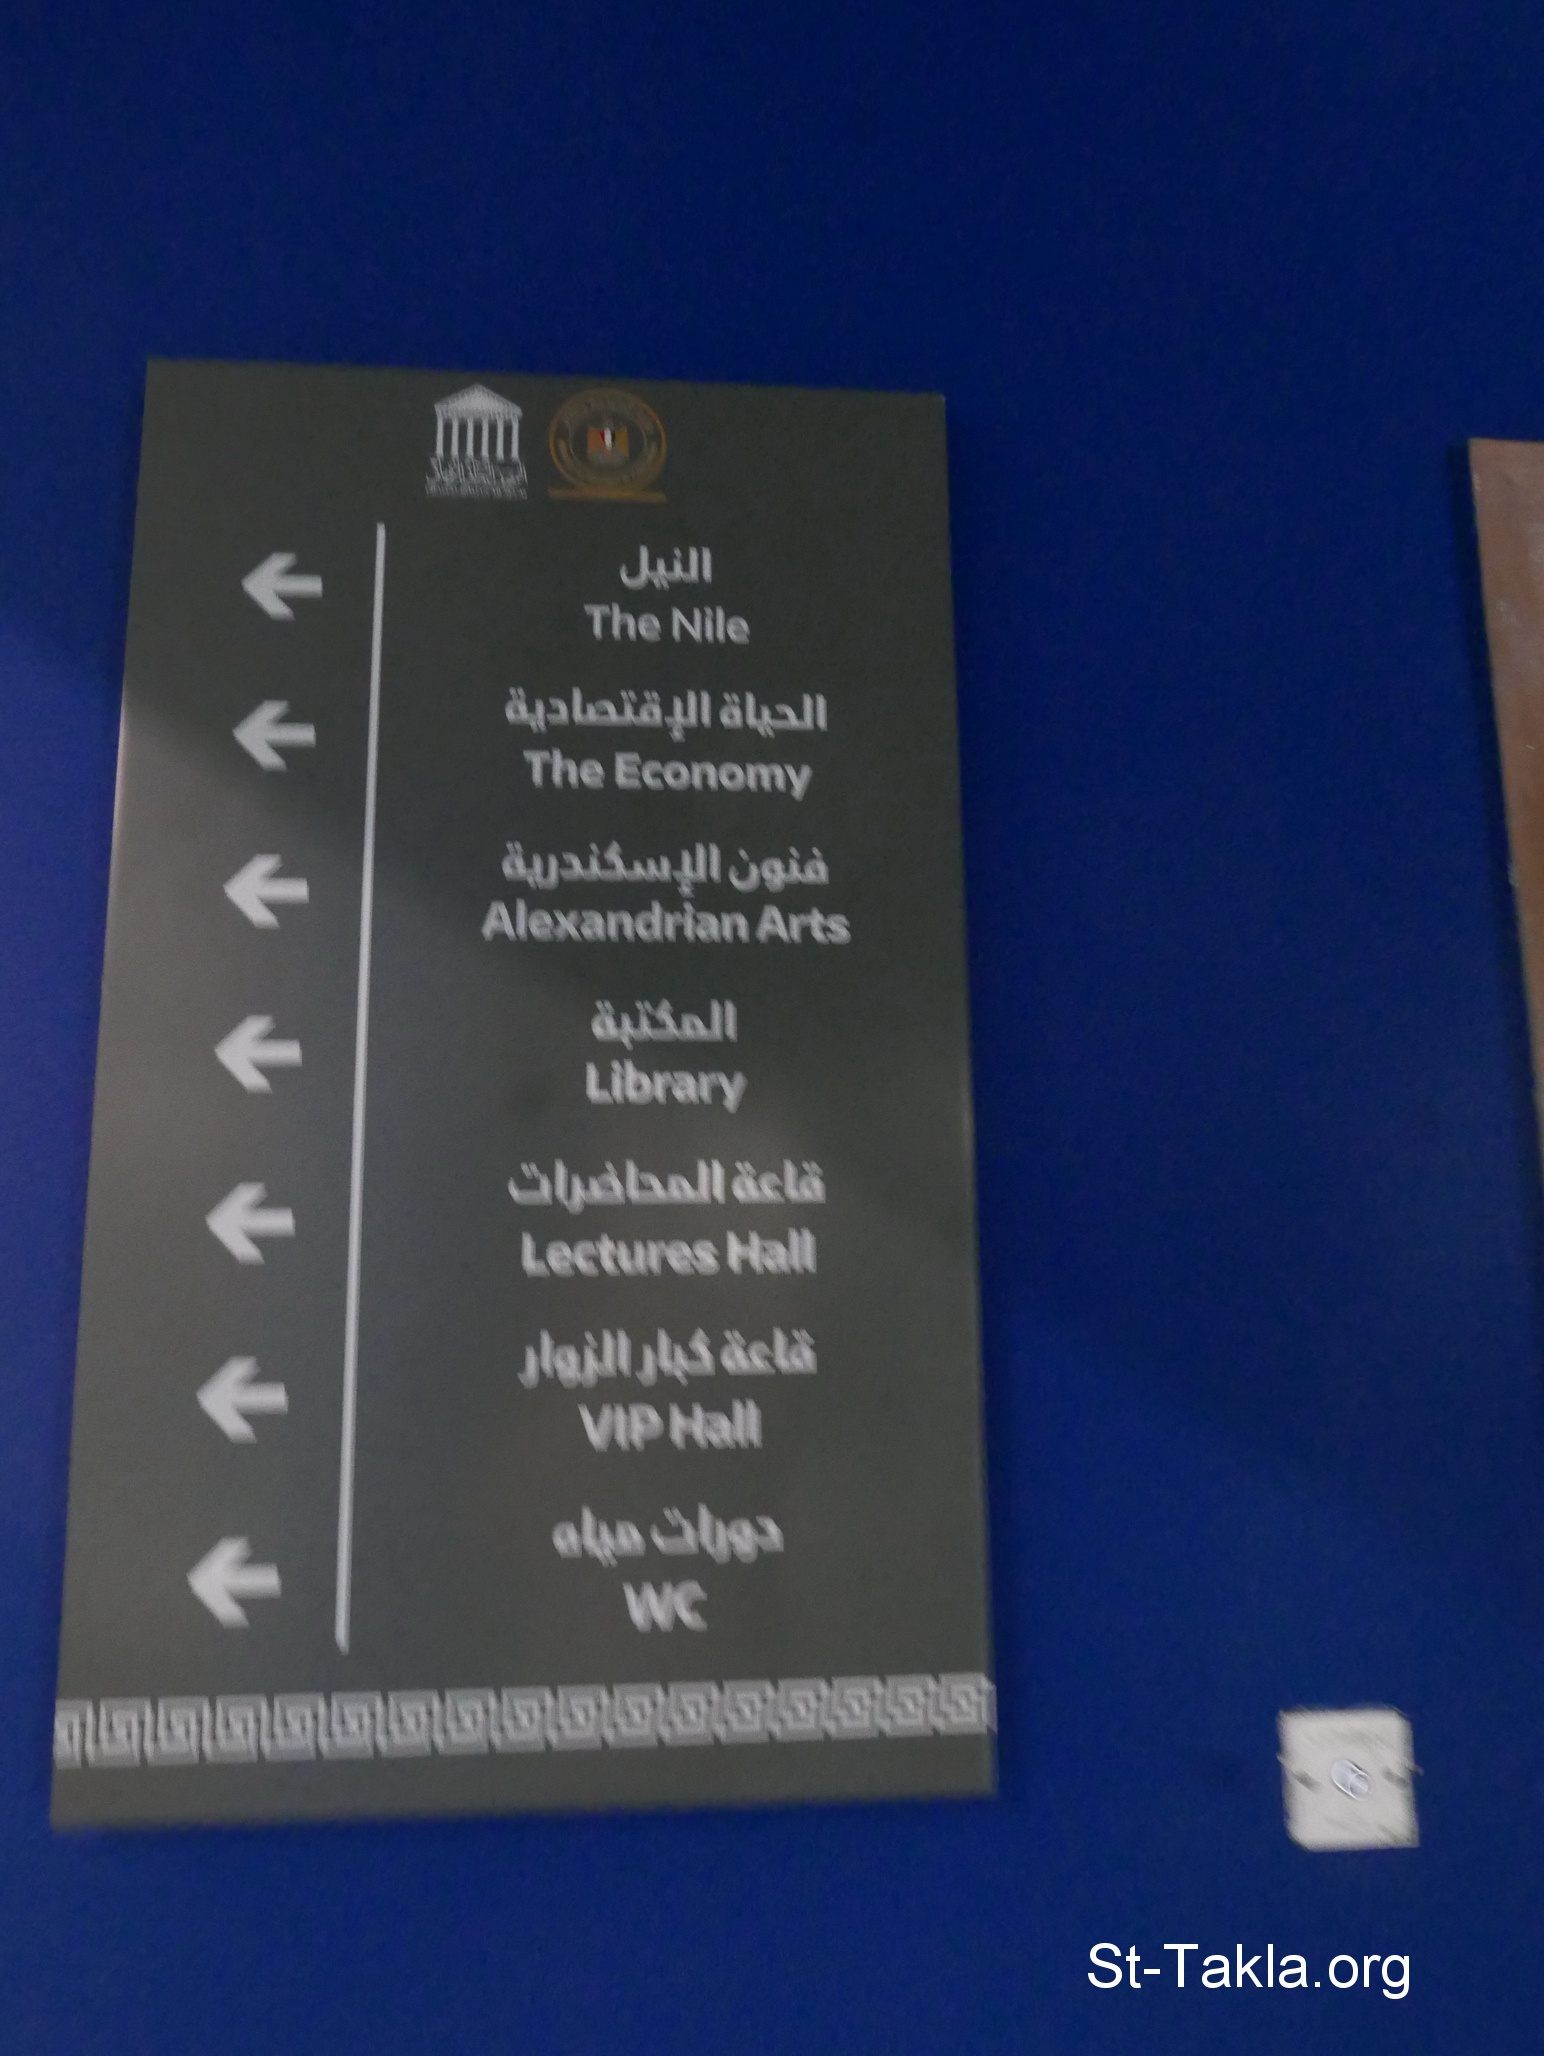 النيل
The Nile
الحياة الإقتصادية
The Economy
فنون الإسكندرية
Alexandrian Arts
المكتبة
Library
قاعة المحاضرات
Lectures Hall
قاعة كبار الزوار
VIP Hall
دورات مياه
WC
St-Takla.org